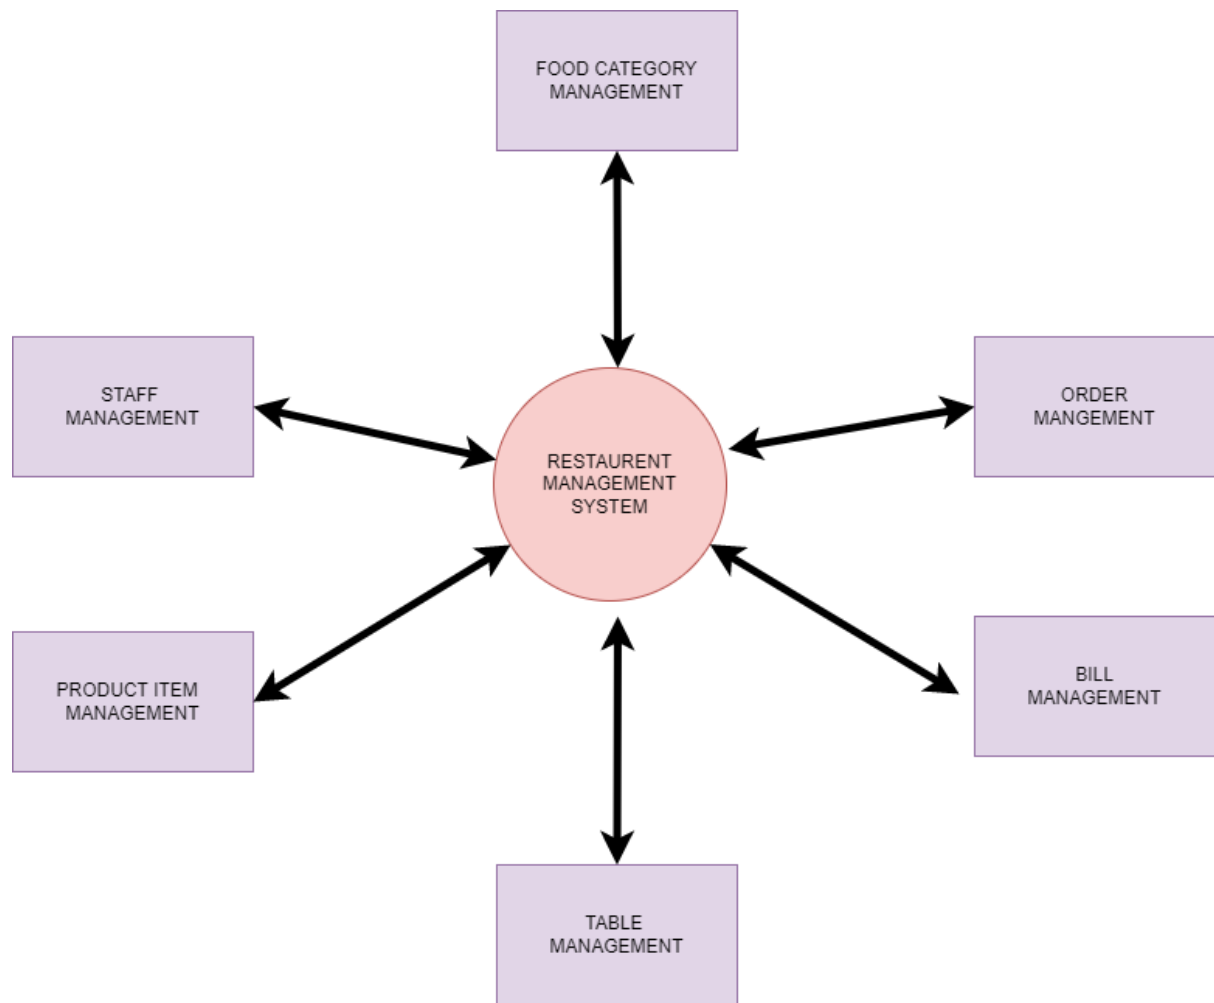 FOOD CATEGORY
MANAGEMENT
STAFF
MANAGEMENT
ORDER
MANGEMENT
RESTAURENT
MANAGEMENT
SYSTEM
PRODUCT ITEM
MANAGEMENT
BILL
MANAGEMENT
TABLE
MANAGEMENT